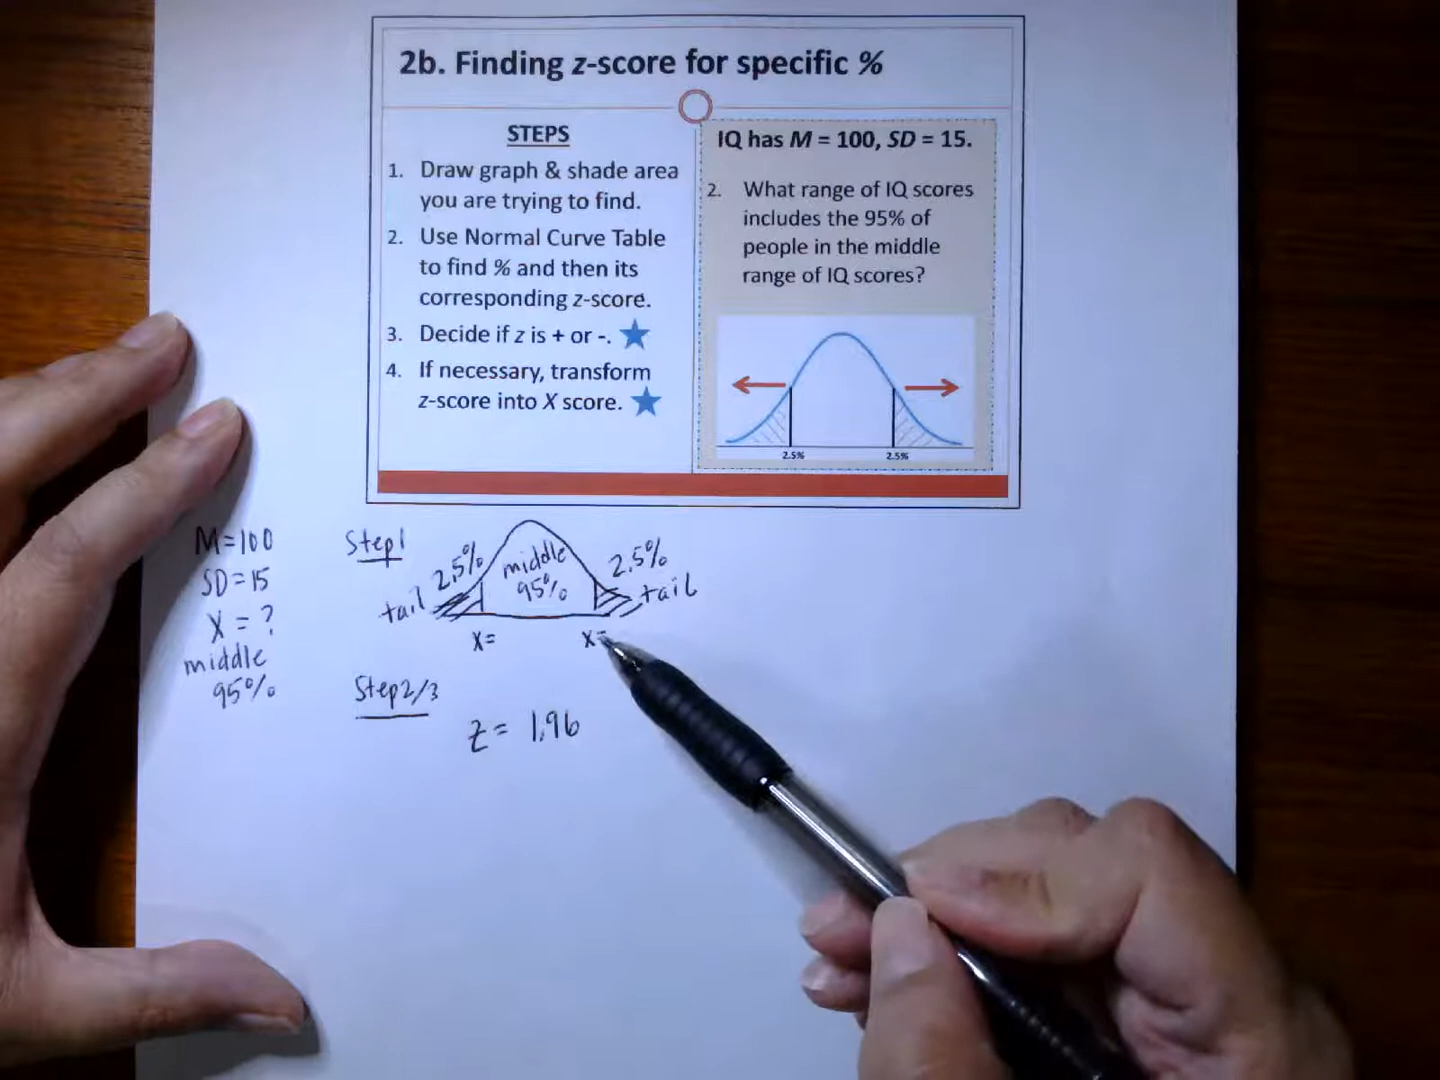 2b. Finding z-score for specific %
STEPS
1. Draw graph & shade area
you are trying to find.
2. Use Normal Curve Table
to find % and then its
corresponding z-score.
3. Decide if z is + or -.
4. If necessary, transform
z-score into X score.
IQ has M = 100, SD = 15.
2. What range of IQ scores
includes the 95% of
people in the middle
range of IQ scores?
2.5% 2.5%
M=100
SD=15
X = ?
middle
95%
Step1
2.5%
tail
middle
95%
2.5%
tail
X= X=
Step2/3
Z= 1.96